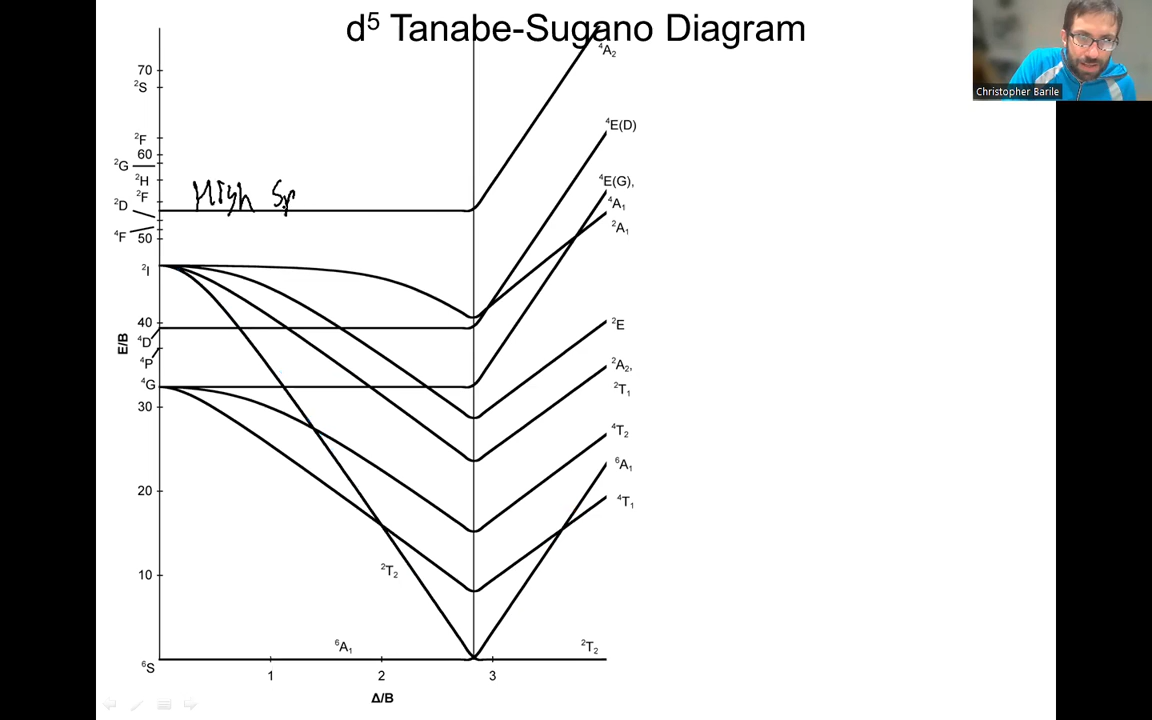 d⁵ Tanabe-Sugano Diagram
Christopher Barile
⁴A₂
70
²S
⁴E(D)
²F
60
²G
²H
⁴E(G),
²F
High Sp
²D
⁴A₁
²A₁
⁴F
50
²I
40
²E
E/B
⁴D
⁴P
²A₂,
⁴G
²T₁
30
⁴T₂
⁶A₁
20
⁴T₁
10
²T₂
⁶A₁
²T₂
⁶S
1
2
3
Δ/B